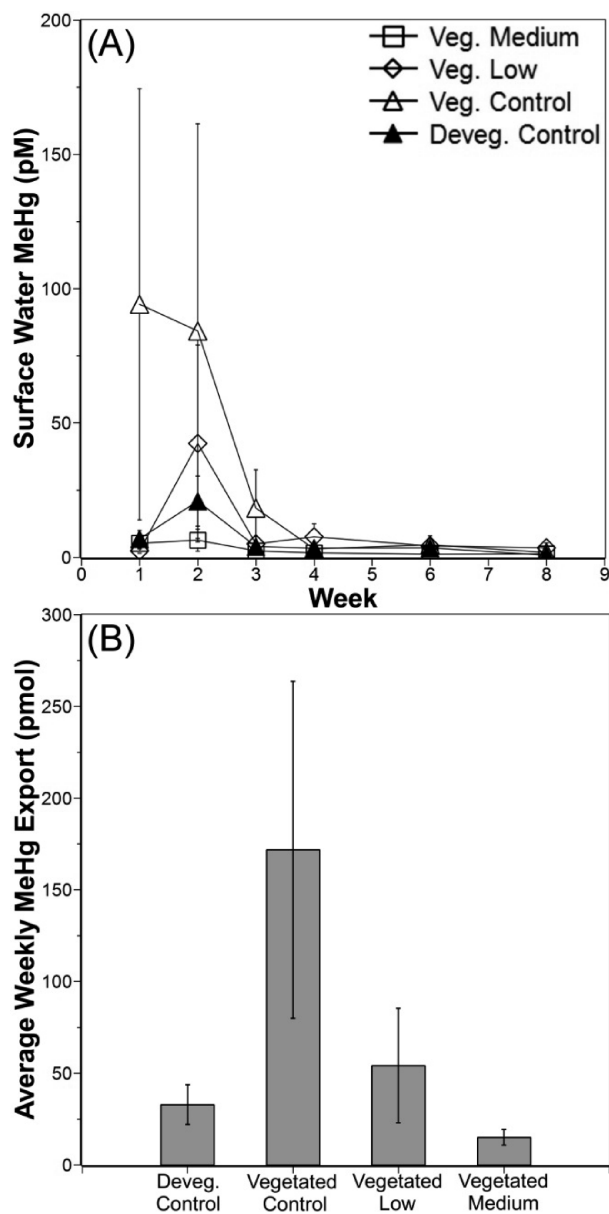 (A)
Veg. Medium
Veg. Low
Veg. Control
Deveg. Control
Surface Water MeHg (pM)
200
150
100
50
0
0 1 2 3 4 5 6 7 8 9
Week
(B)
Average Weekly MeHg Export (pmol)
300
250
200
150
100
50
0
Deveg. Vegetated Vegetated Vegetated
Control Control Low Medium